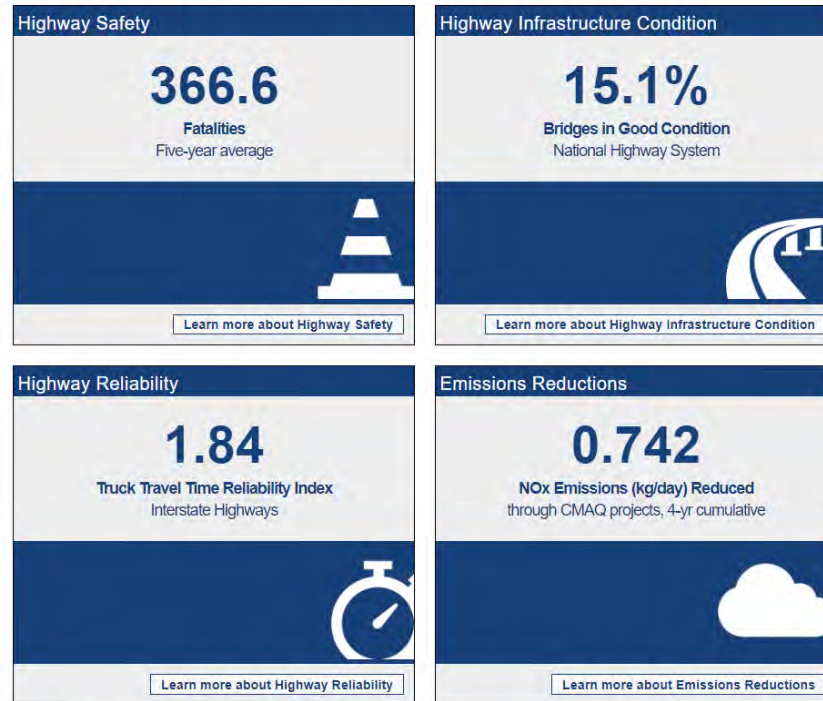 Highway Safety
366.6
Fatalities
Five-year average
Learn more about Highway Safety
Highway Infrastructure Condition
15.1%
Bridges in Good Condition
National Highway System
Learn more about Highway Infrastructure Condition
Highway Reliability
1.84
Truck Travel Time Reliability Index
Interstate Highways
Learn more about Highway Reliability
Emissions Reductions
0.742
NOx Emissions (kg/day) Reduced
through CMAQ projects, 4-yr cumulative
Learn more about Emissions Reductions